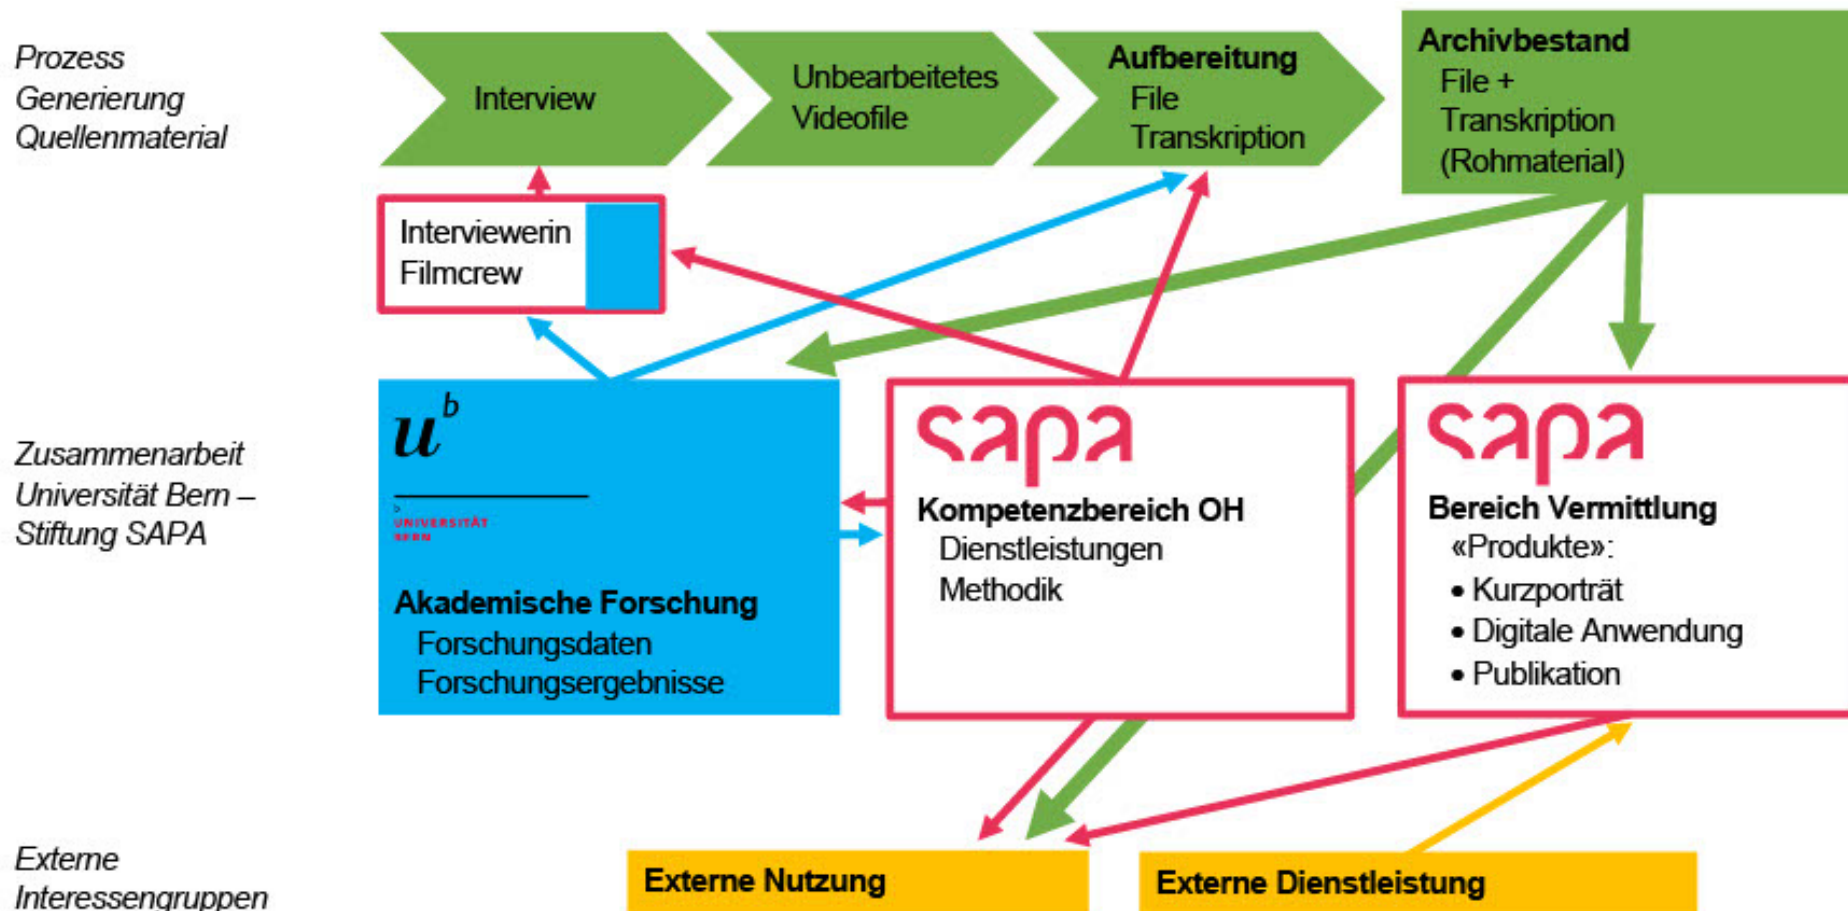 Prozess
Generierung
Quellenmaterial
Interview
Unbearbeitetes
Videofile
Aufbereitung
File
Transkription
Archivbestand
File +
Transkription
(Rohmaterial)
Interviewerin
Filmcrew
Zusammenarbeit
Universität Bern –
Stiftung SAPA
u^b
b
UNIVERSITÄT
BERN
Akademische Forschung
Forschungsdaten
Forschungsergebnisse
sapa
Kompetenzbereich OH
Dienstleistungen
Methodik
sapa
Bereich Vermittlung
«Produkte»:
• Kurzporträt
• Digitale Anwendung
• Publikation
Externe
Interessengruppen
Externe Nutzung
Externe Dienstleistung